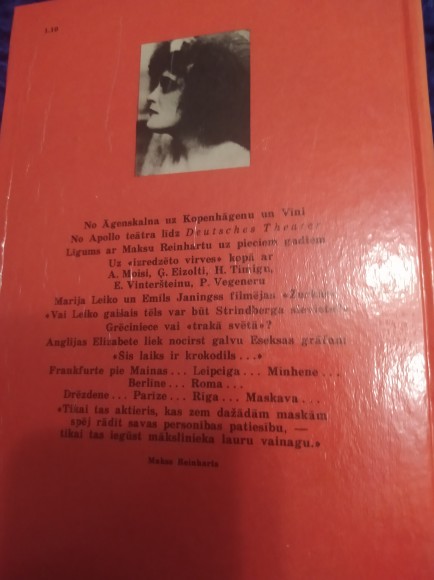 1.10
No Āgenskalna uz Kopenhāgenu un Vīni
No Apollo teātra līdz Deutsches Theater
Līgums ar Maksu Reinhartu uz pieciem gadiem
Uz «izredzēto virves» kopā ar
A. Moisi, Ģ. Eizolti, H. Timigu,
E. Vinteršteinu, P. Vegeneru
Marija Leiko un Emils Janingss filmējas
«Vai Leiko gaišais tēls var būt Strindberga
Grēciniece vai «trakā svētā»?
Anglijas Elizabete liek nocirst galvu Eseksas grāfam
«Šis laiks ir krokodils...»
Frankfurte pie Mainas... Leipciga... Minhene...
Berlīne... Roma...
Drēzdene... Parīze... Rīga... Maskava...
«Tikai tas aktieris, kas zem dažādām maskām
spēj rādīt savas personības patiesību, —
tikai tas iegūst mākslinieka lauru vainagu.»
Makss Reinharts